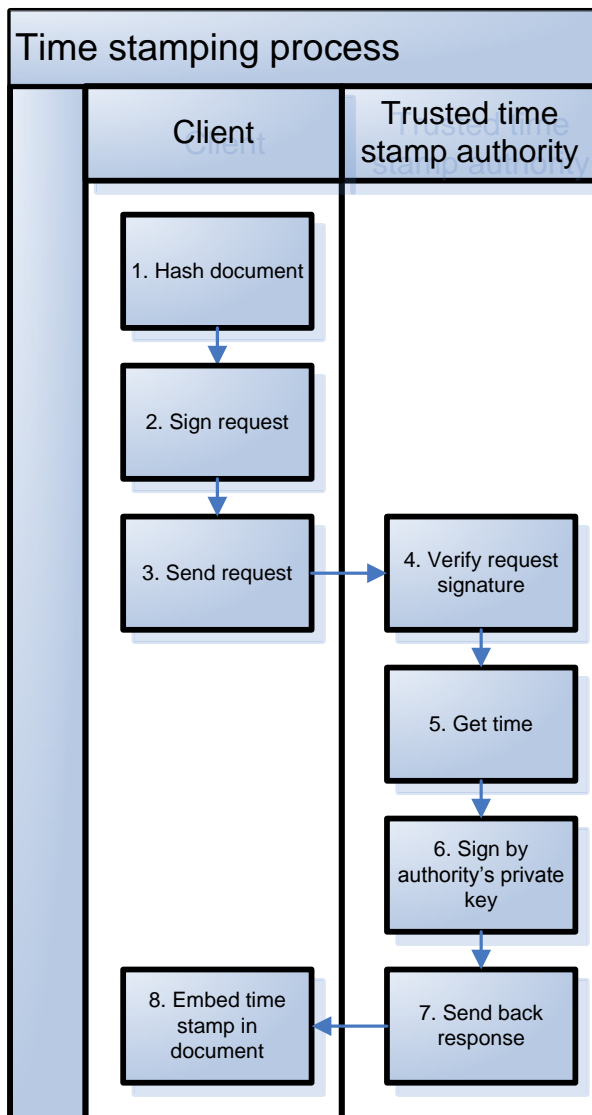 Time stamping process
Client
Trusted time
stamp authority
1. Hash document
2. Sign request
3. Send request
4. Verify request
signature
5. Get time
6. Sign by
authority's private
key
7. Send back
response
8. Embed time
stamp in
document